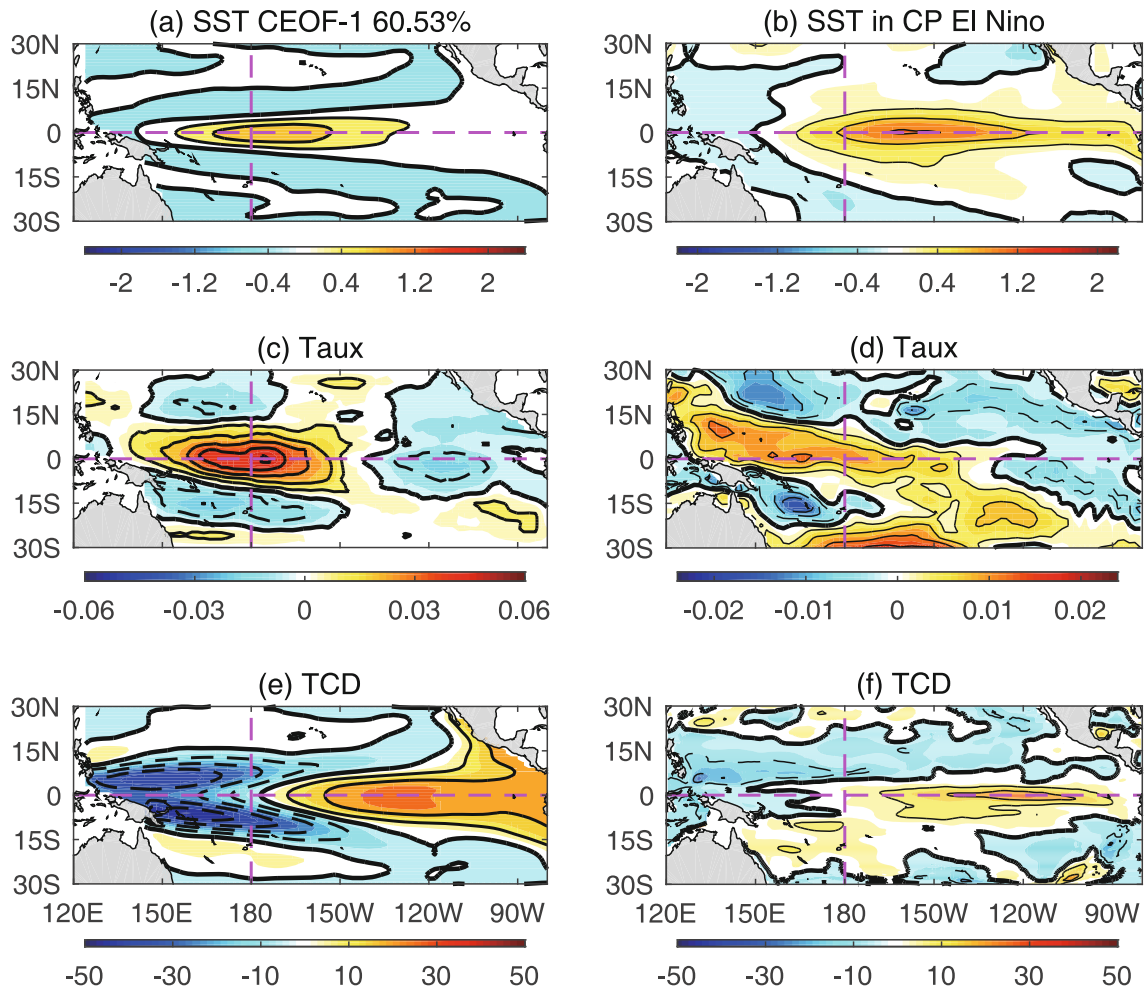 (a) SST CEOF-1 60.53%
30N
15N
0
15S
30S
-2 -1.2 -0.4 0.4 1.2 2
(b) SST in CP El Nino
30N
15N
0
15S
30S
-2 -1.2 -0.4 0.4 1.2 2
(c) Taux
30N
15N
0
15S
30S
-0.06 -0.03 0 0.03 0.06
(d) Taux
30N
15N
0
15S
30S
-0.02 -0.01 0 0.01 0.02
(e) TCD
30N
15N
0
15S
30S
120E 150E 180 150W 120W 90W
-50 -30 -10 10 30 50
(f) TCD
30N
15N
0
15S
30S
120E 150E 180 150W 120W 90W
-50 -30 -10 10 30 50